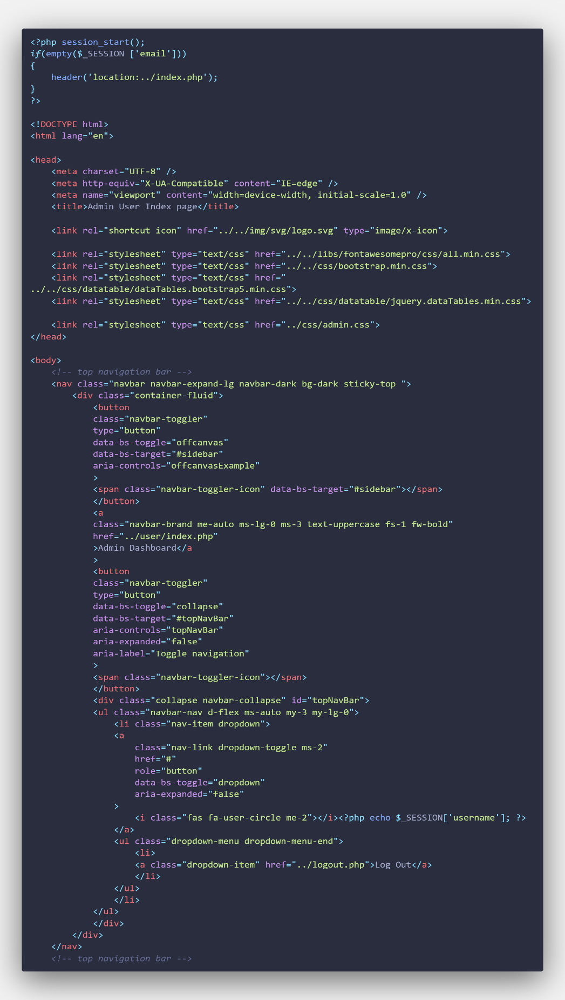 <?php session_start();
if(empty($_SESSION ['email']))
{
    header('location:../index.php');
}
?>

<!DOCTYPE html>
<html lang="en">

<head>
    <meta charset="UTF-8" />
    <meta http-equiv="X-UA-Compatible" content="IE=edge" />
    <meta name="viewport" content="width=device-width, initial-scale=1.0" />
    <title>Admin User Index page</title>

    <link rel="shortcut icon" href="../../img/svg/logo.svg" type="image/x-icon">

    <link rel="stylesheet" type="text/css" href="../../libs/fontawesomepro/css/all.min.css">
    <link rel="stylesheet" type="text/css" href="../../css/bootstrap.min.css">
    <link rel="stylesheet" type="text/css" href="
../../css/datatable/dataTables.bootstrap5.min.css">
    <link rel="stylesheet" type="text/css" href="../../css/datatable/jquery.dataTables.min.css">

    <link rel="stylesheet" type="text/css" href="../css/admin.css">
</head>

<body>
    <!-- top navigation bar -->
    <nav class="navbar navbar-expand-lg navbar-dark bg-dark sticky-top ">
        <div class="container-fluid">
            <button
            class="navbar-toggler"
            type="button"
            data-bs-toggle="offcanvas"
            data-bs-target="#sidebar"
            aria-controls="offcanvasExample"
            >
            <span class="navbar-toggler-icon" data-bs-target="#sidebar"></span>
            </button>
            <a
            class="navbar-brand me-auto ms-lg-0 ms-3 text-uppercase fs-1 fw-bold"
            href="../user/index.php"
            >Admin Dashboard</a
            >
            <button
            class="navbar-toggler"
            type="button"
            data-bs-toggle="collapse"
            data-bs-target="#topNavBar"
            aria-controls="topNavBar"
            aria-expanded="false"
            aria-label="Toggle navigation"
            >
            <span class="navbar-toggler-icon"></span>
            </button>
            <div class="collapse navbar-collapse" id="topNavBar">
            <ul class="navbar-nav d-flex ms-auto my-3 my-lg-0">
                <li class="nav-item dropdown">
                <a
                    class="nav-link dropdown-toggle ms-2"
                    href="#"
                    role="button"
                    data-bs-toggle="dropdown"
                    aria-expanded="false"
                >
                    <i class="fas fa-user-circle me-2"></i><?php echo $_SESSION['username']; ?>
                </a>
                <ul class="dropdown-menu dropdown-menu-end">
                    <li>
                    <a class="dropdown-item" href="../logout.php">Log Out</a>
                    </li>
                </ul>
                </li>
            </ul>
            </div>
        </div>
    </nav>
    <!-- top navigation bar -->